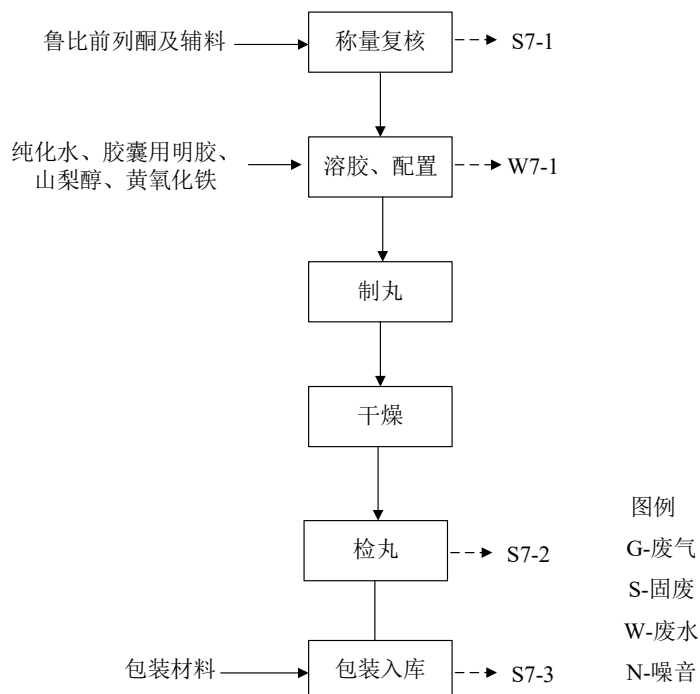 鲁比前列酮及辅料
称量复核
S7-1
纯化水、胶囊用明胶、
山梨醇、黄氧化铁
溶胶、配置
W7-1
制丸
干燥
检丸
S7-2
包装材料
包装入库
S7-3
图例
G-废气
S-固废
W-废水
N-噪音